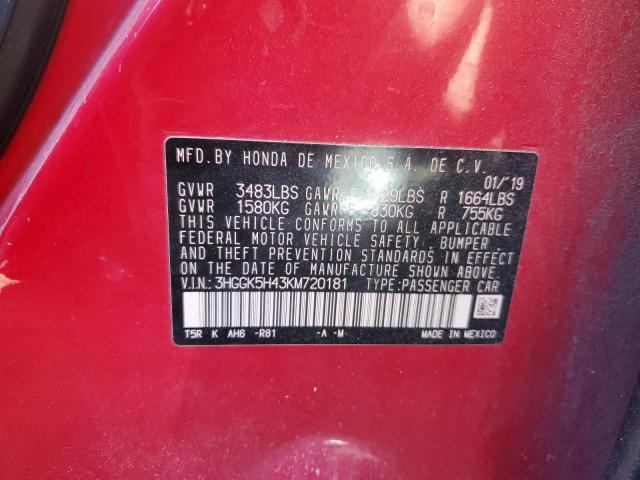 MFD.BY HONDA DE MEXICO S.A. DE C.V.
01/'19
GVWR 3483LBS GAWR F 29LBS R 1664LBS
GVWR 1580KG GAWR F 830KG R 755KG
THIS VEHICLE CONFORMS TO ALL APPLICABLE
FEDERAL MOTOR VEHICLE SAFETY, BUMPER,
AND THEFT PREVENTION STANDARDS IN EFFECT
ON THE DATE OF MANUFACTURE SHOWN ABOVE.
V.I.N.: 3HGGK5H43KM720181 TYPE:PASSENGER CAR
T5R K AH6 -R81 -A -M MADE IN MEXICO